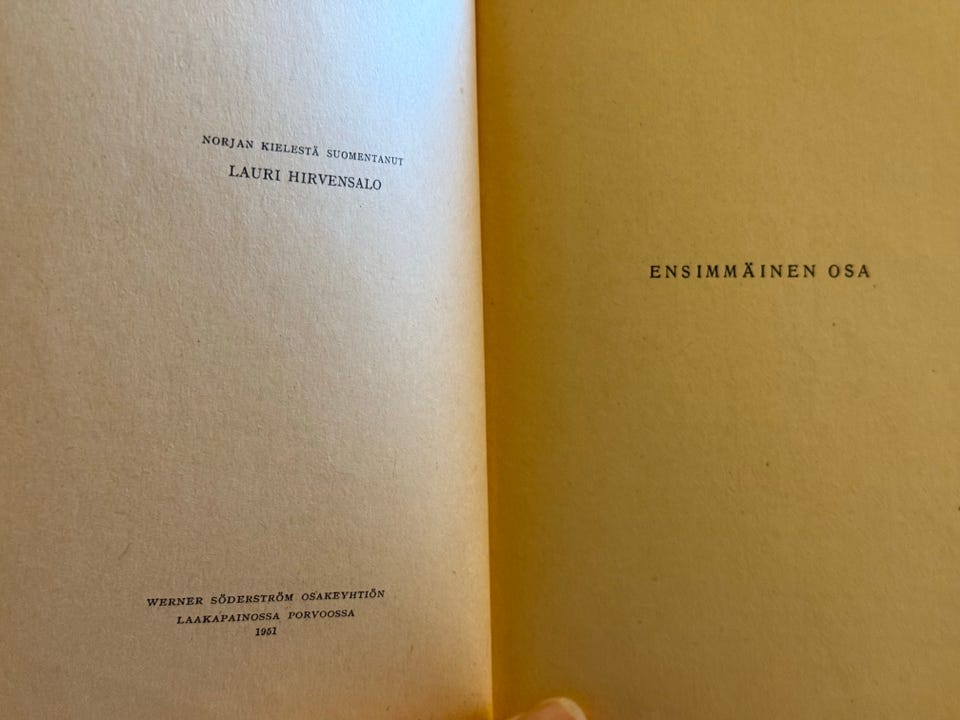 NORJAN KIELESTÄ SUOMENTANUT
LAURI HIRVENSALO
WERNER SÖDERSTRÖM OSAKEYHTIÖN
LAAKAPAINOSSA PORVOOSSA
1951
ENSIMMÄINEN OSA